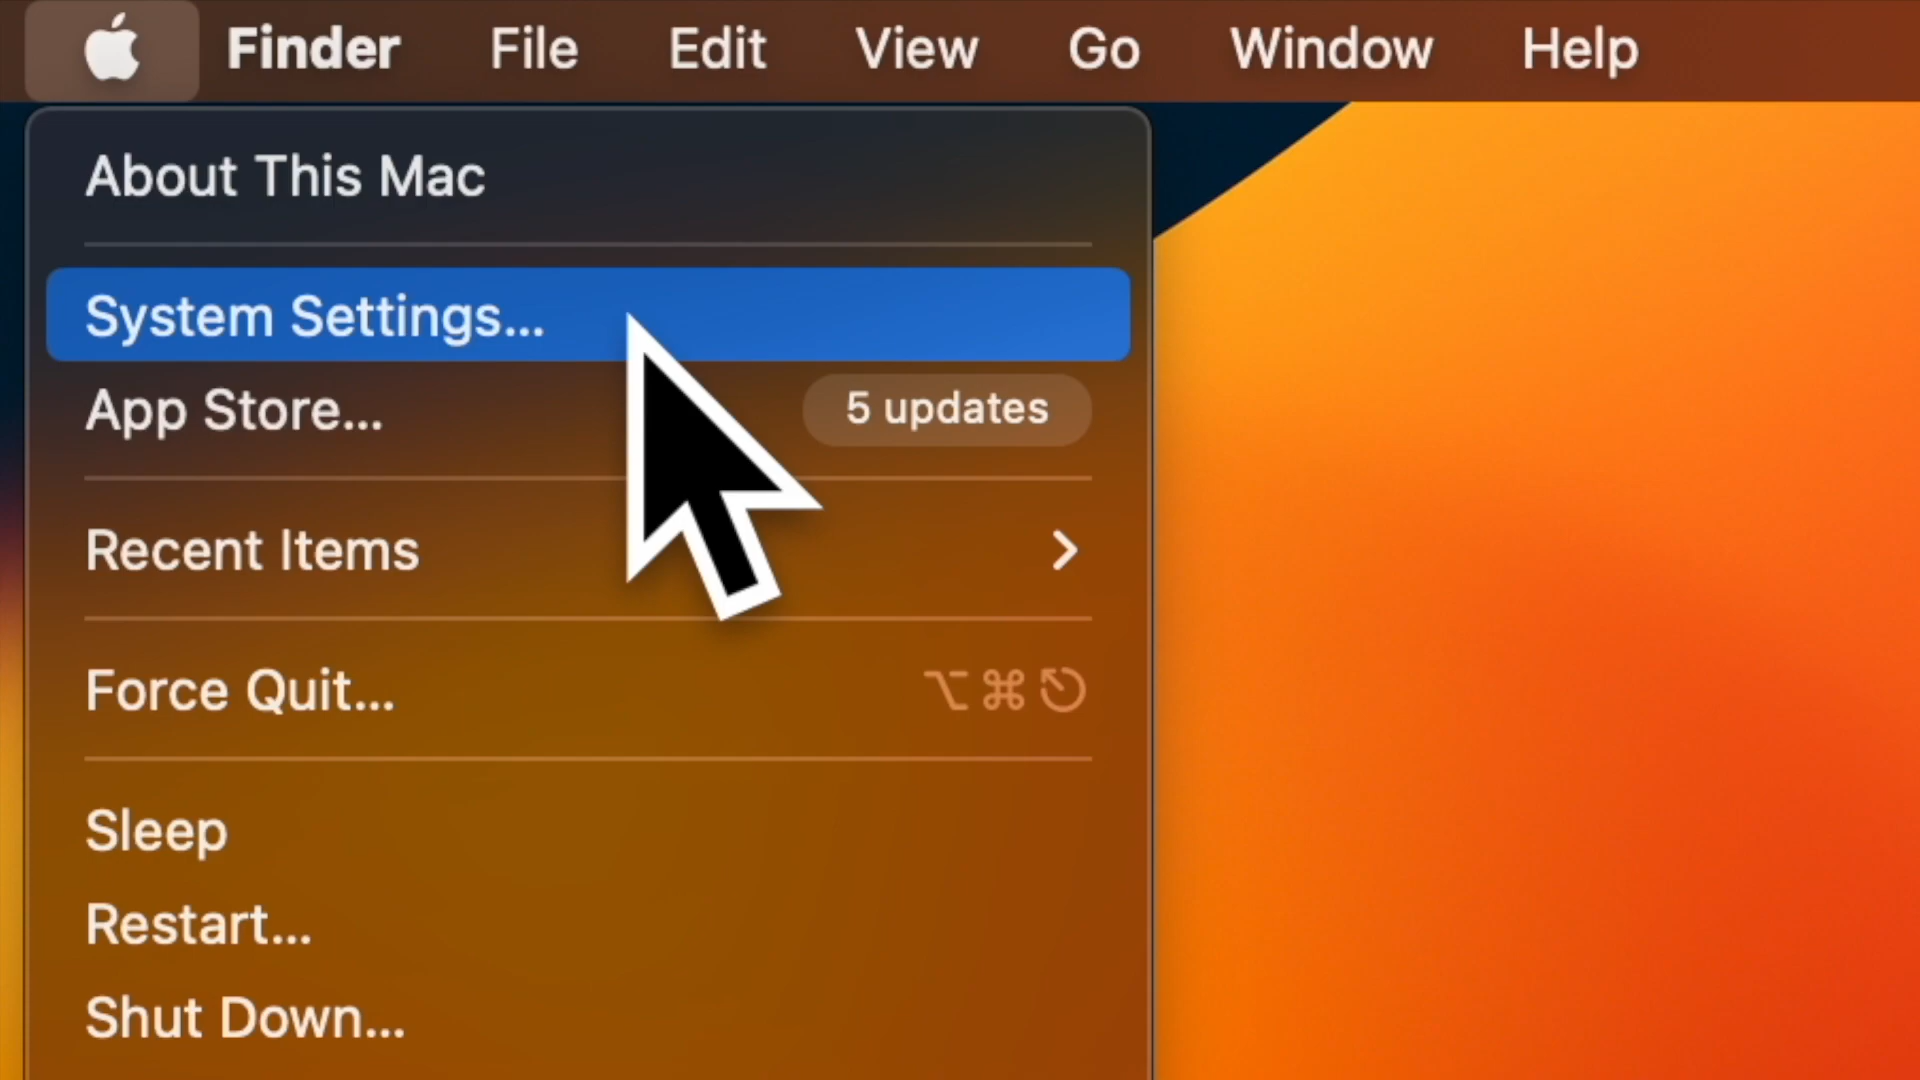 Finder File Edit View Go Window Help
About This Mac
System Settings...
App Store... 5 updates
Recent Items
Force Quit... ⌥⌘⎋
Sleep
Restart...
Shut Down...